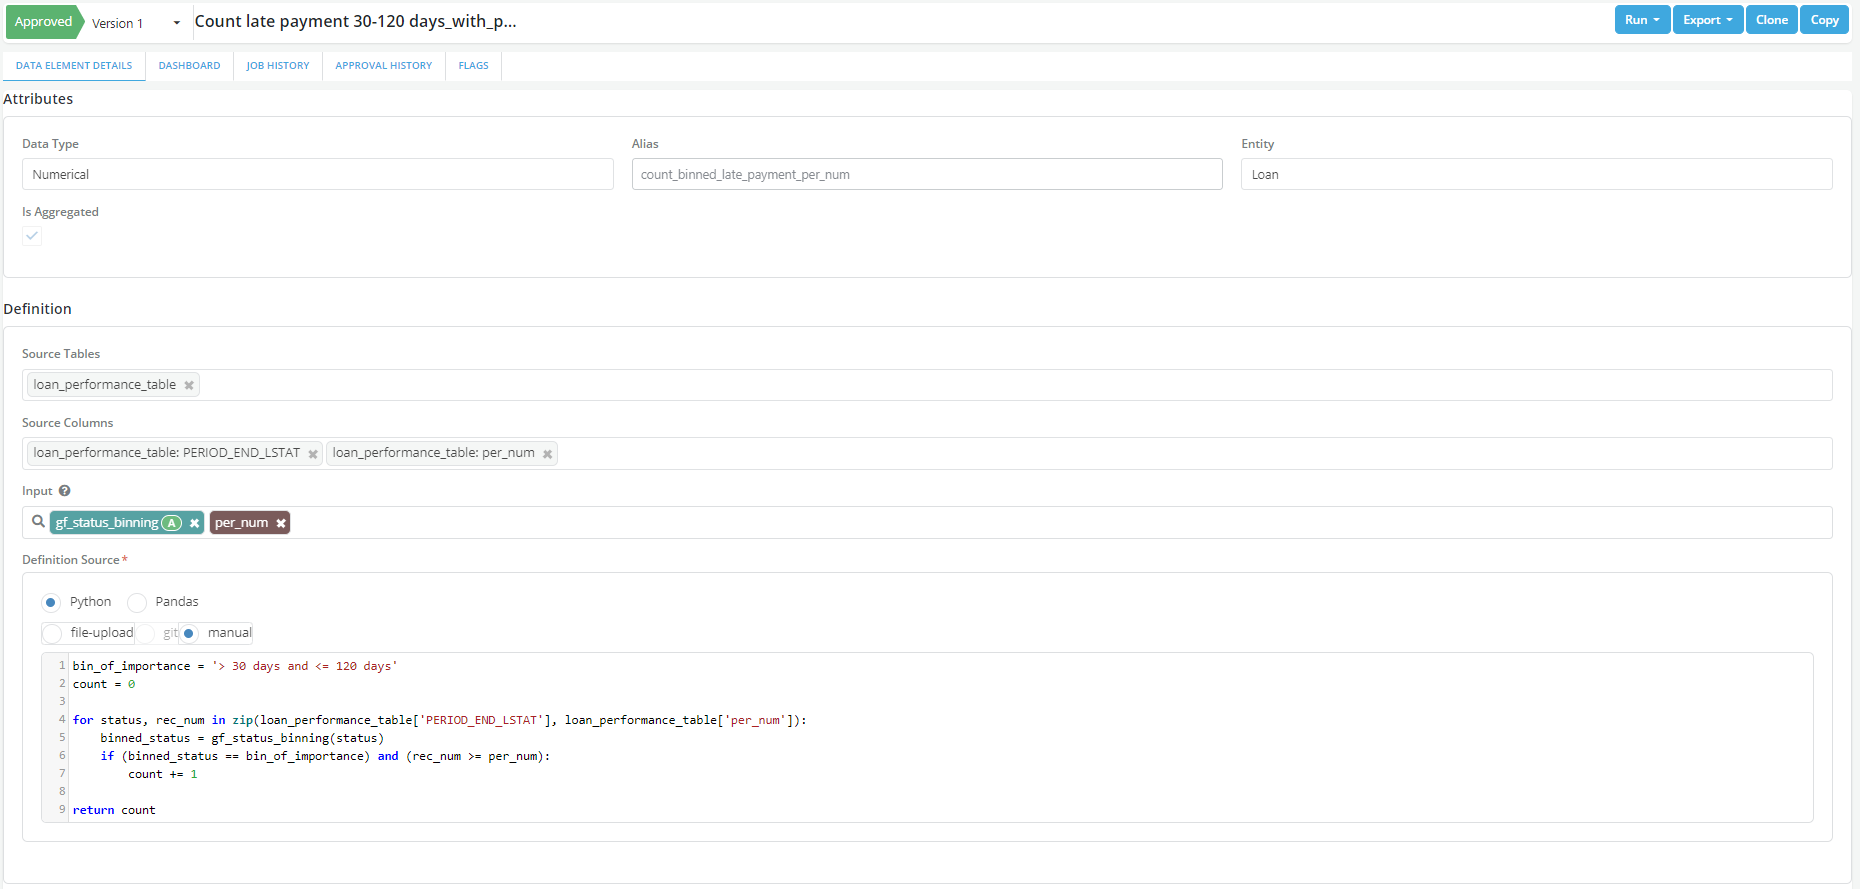 Approved Version 1 Count late payment 30-120 days_with_p... Run Export Clone Copy
DATA ELEMENT DETAILS DASHBOARD JOB HISTORY APPROVAL HISTORY FLAGS
Attributes
Data Type Alias Entity
Numerical count_binned_late_payment_per_num Loan
Is Aggregated
Definition
Source Tables
loan_performance_table
Source Columns
loan_performance_table: PERIOD_END_LSTAT loan_performance_table: per_num
Input
gf_status_binning A per_num
Definition Source*
Python Pandas
file-upload git manual
1 bin_of_importance = '> 30 days and <= 120 days'
2 count = 0
3
4 for status, rec_num in zip(loan_performance_table['PERIOD_END_LSTAT'], loan_performance_table['per_num']):
5     binned_status = gf_status_binning(status)
6     if (binned_status == bin_of_importance) and (rec_num >= per_num):
7         count += 1
8
9 return count